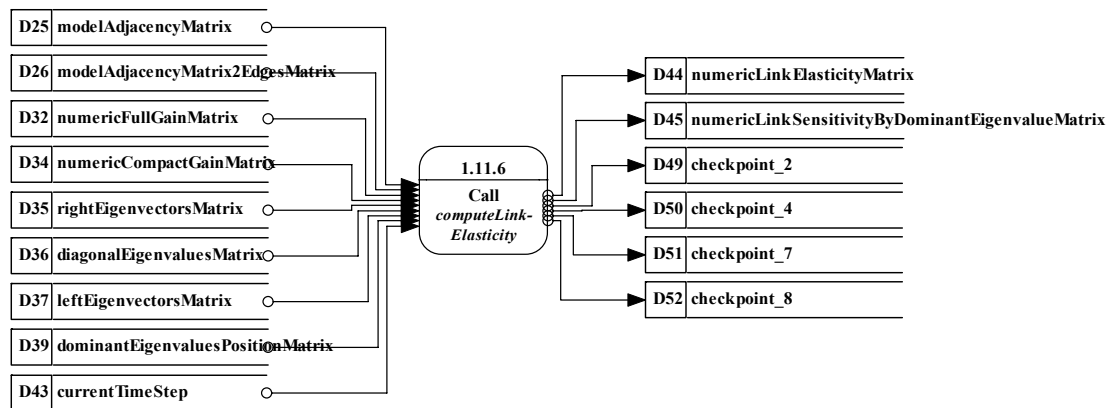 D25 modelAdjacencyMatrix
D26 modelAdjacencyMatrix2EdgesMatrix
D32 numericFullGainMatrix
D34 numericCompactGainMatrix
D35 rightEigenvectorsMatrix
D36 diagonalEigenvaluesMatrix
D37 leftEigenvectorsMatrix
D39 dominantEigenvaluesPositionMatrix
D43 currentTimeStep
1.11.6
Call
computeLink-
Elasticity
D44 numericLinkElasticityMatrix
D45 numericLinkSensitivityByDominantEigenvalueMatrix
D49 checkpoint_2
D50 checkpoint_4
D51 checkpoint_7
D52 checkpoint_8